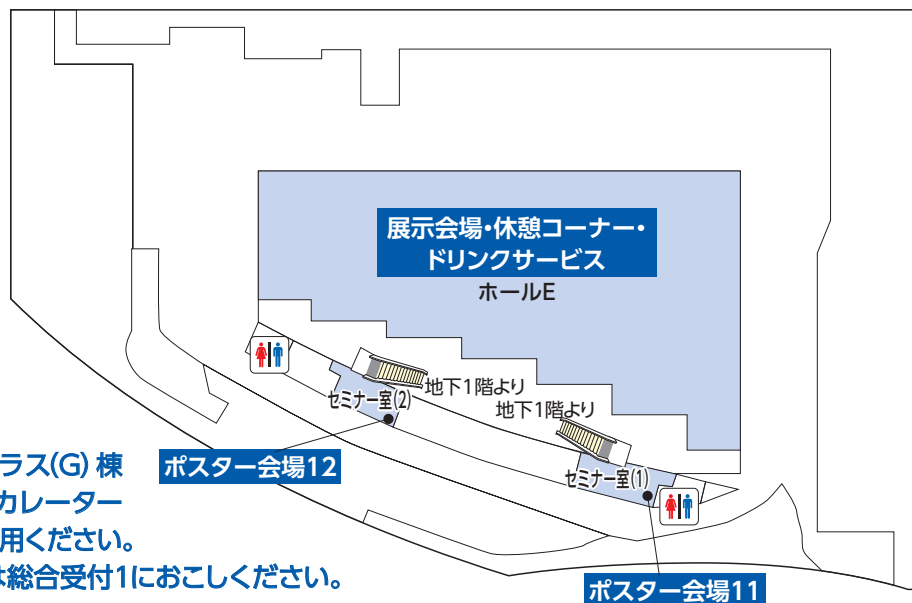 展示会場・休憩コーナー・
ドリンクサービス
ホールE
地下1階より
セミナー室(2)
地下1階より
ポスター会場12
セミナー室(1)
ラス(G)棟
カレーター
用ください。
は総合受付1におこしください。
ポスター会場11